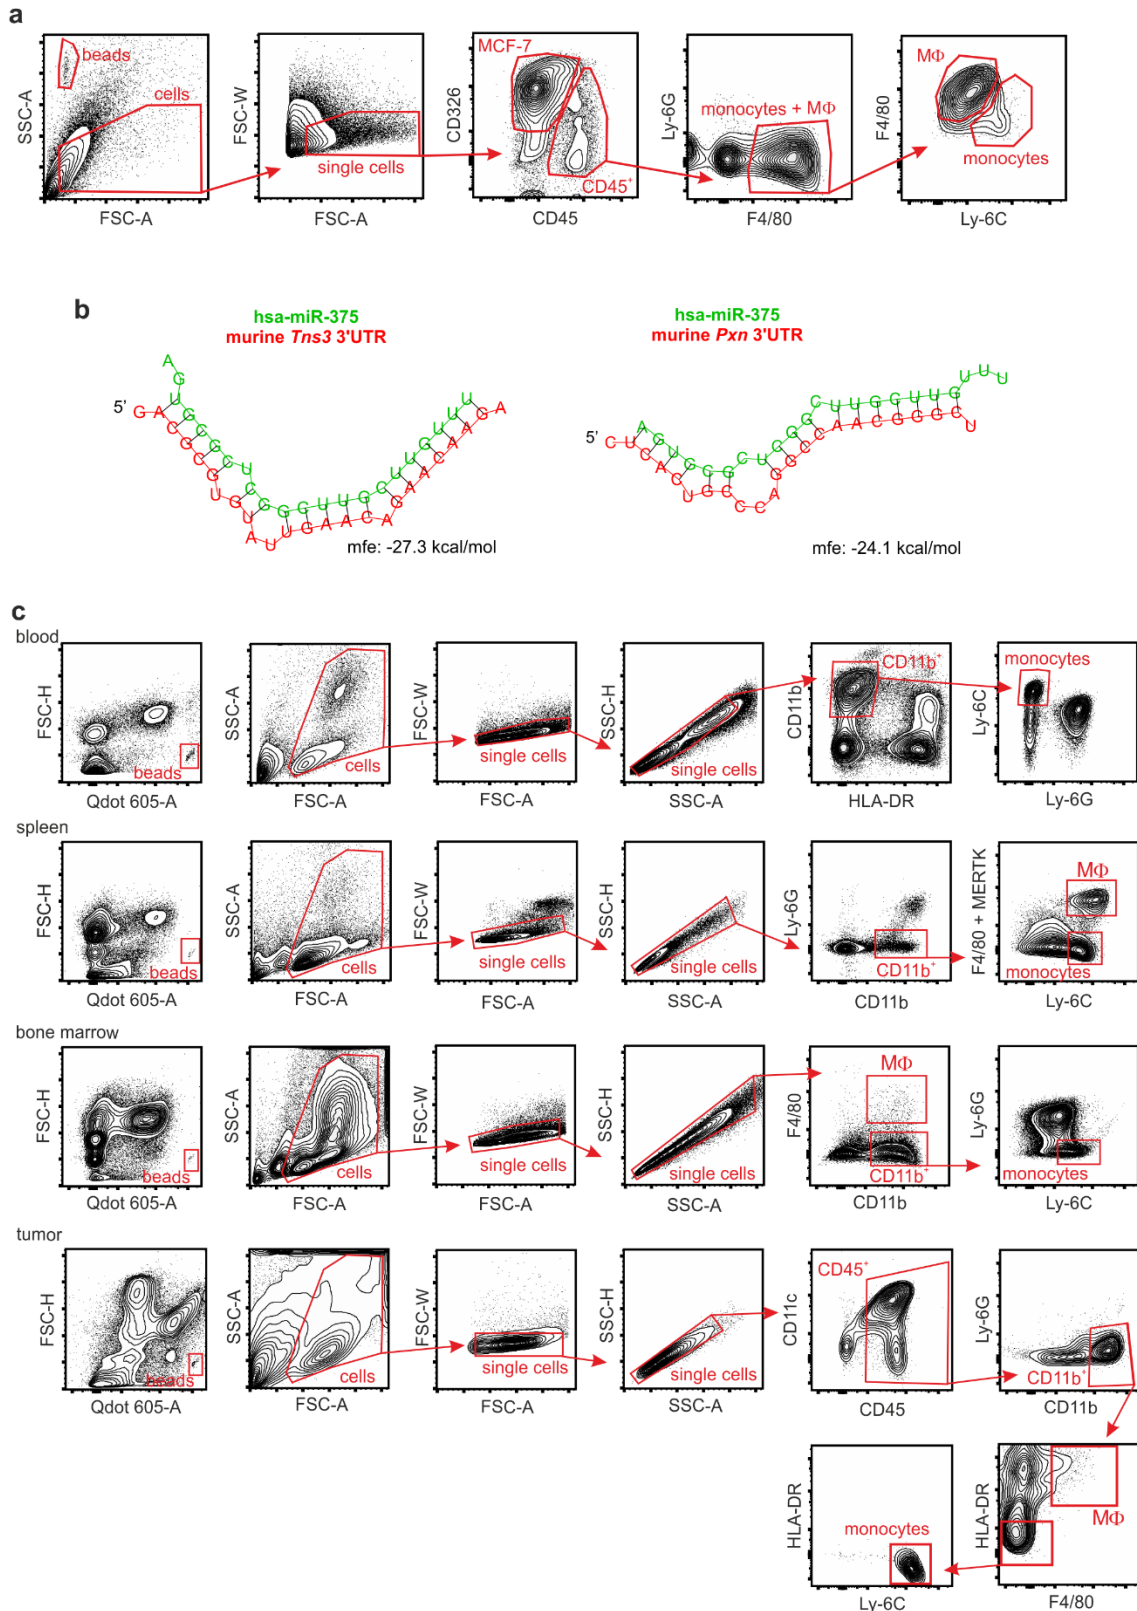 a
beads
cells
SSC-A
FSC-A
FSC-W
single cells
FSC-A
MCF-7
CD326
CD45⁺
CD45
Ly-6G
monocytes + MΦ
F4/80
MΦ
F4/80
monocytes
Ly-6C
b
hsa-miR-375
murine Tns3 3'UTR
5'
mfe: -27.3 kcal/mol
hsa-miR-375
murine Pxn 3'UTR
5'
mfe: -24.1 kcal/mol
c
blood
FSC-H
beads
Qdot 605-A
SSC-A
cells
FSC-A
FSC-W
single cells
FSC-A
SSC-H
single cells
SSC-A
CD11b
CD11b⁺
HLA-DR
monocytes
Ly-6C
Ly-6G
spleen
FSC-H
beads
Qdot 605-A
SSC-A
cells
FSC-A
FSC-W
single cells
FSC-A
SSC-H
single cells
SSC-A
Ly-6G
CD11b⁺
CD11b
F4/80 + MERTK
MΦ
monocytes
Ly-6C
bone marrow
FSC-H
beads
Qdot 605-A
SSC-A
cells
FSC-A
FSC-W
single cells
FSC-A
SSC-H
single cells
SSC-A
MΦ
F4/80
CD11b⁺
CD11b
Ly-6G
monocytes
Ly-6C
tumor
FSC-H
beads
Qdot 605-A
SSC-A
cells
FSC-A
FSC-W
single cells
FSC-A
SSC-H
single cells
SSC-A
CD45⁺
CD11c
CD45
Ly-6G
CD11b⁺
CD11b
HLA-DR
monocytes
Ly-6C
HLA-DR
MΦ
F4/80